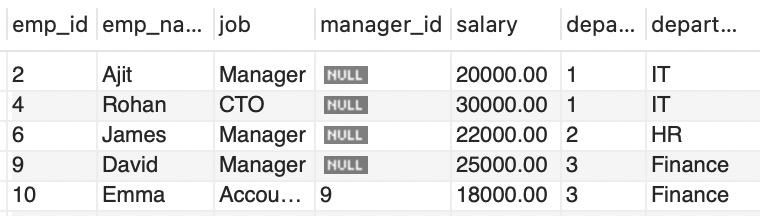 emp_id emp_na... job manager_id salary depa... depart...
2 Ajit Manager NULL 20000.00 1 IT
4 Rohan CTO NULL 30000.00 1 IT
6 James Manager NULL 22000.00 2 HR
9 David Manager NULL 25000.00 3 Finance
10 Emma Accou... 9 18000.00 3 Finance